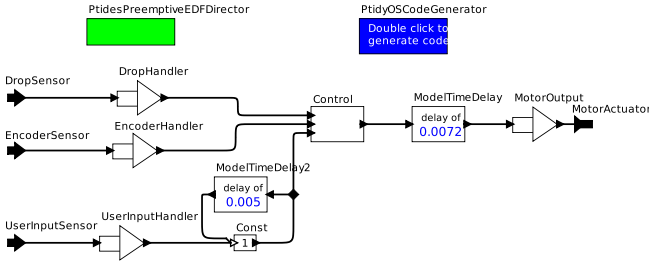 PtidesPreemptiveEDFDirector
PtidyOSCodeGenerator
Double click to
generate code
DropSensor
DropHandler
EncoderSensor
EncoderHandler
Control
ModelTimeDelay
delay of
0.0072
MotorOutput
MotorActuator
ModelTimeDelay2
delay of
0.005
UserInputSensor
UserInputHandler
Const
1